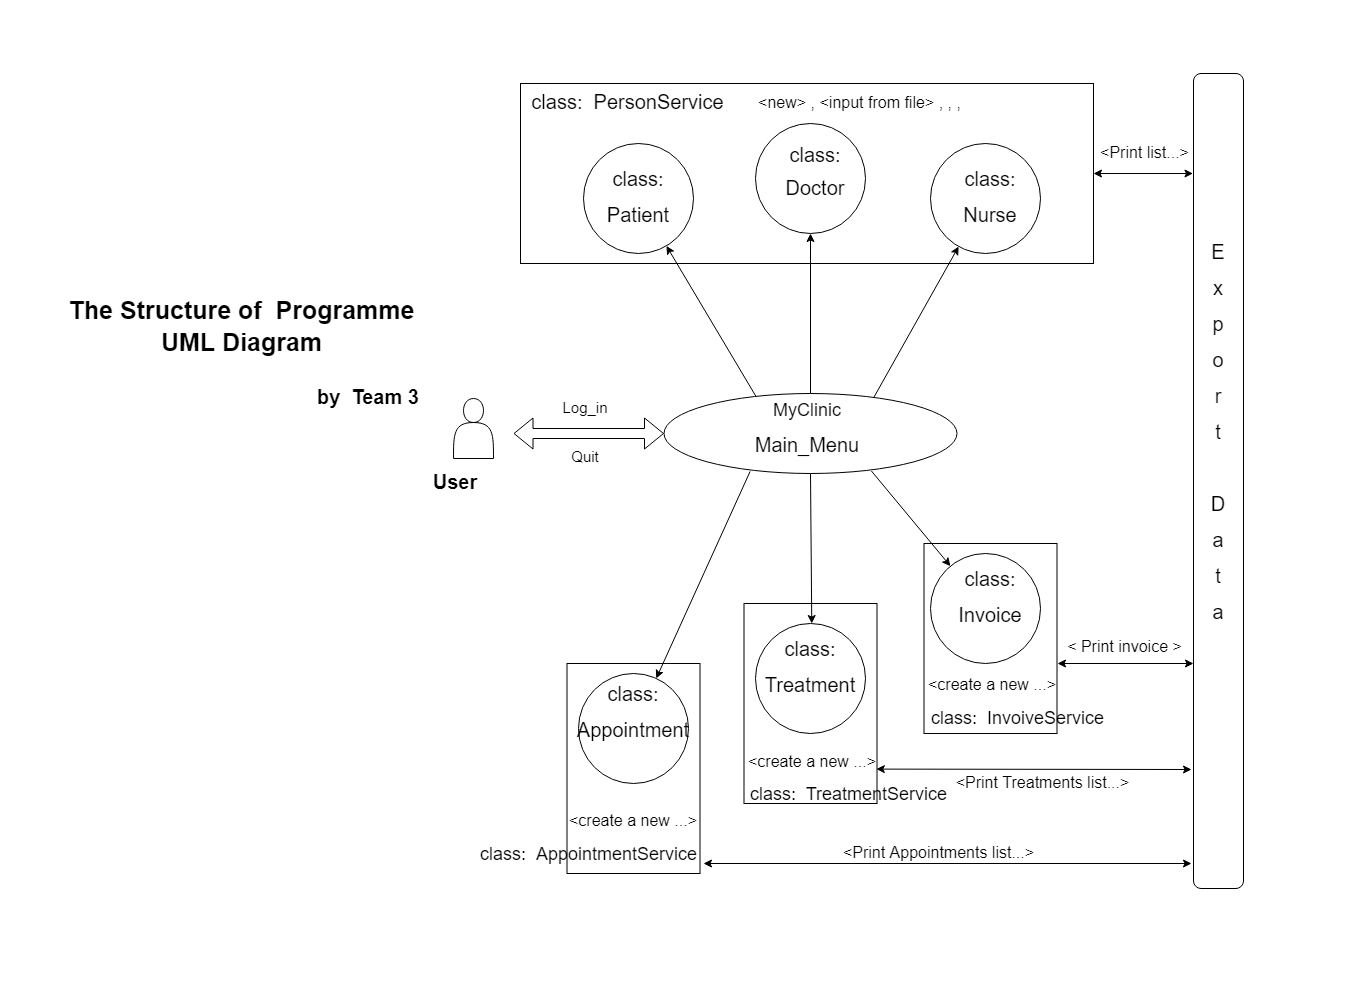 class:  PersonService
<new> , <input from file> , , ,
class:
Patient
class:
Doctor
class:
Nurse
<Print list...>
The Structure of  Programme
UML Diagram
by  Team 3
User
Log_in
Quit
MyClinic
Main_Menu
class:
Invoice
<create a new ...>
class:  InvoiveService
< Print invoice >
class:
Treatment
<create a new ...>
class:  TreatmentService
<Print Treatments list...>
class:
Appointment
<create a new ...>
class:  AppointmentService
<Print Appointments list...>
E
x
p
o
r
t
D
a
t
a